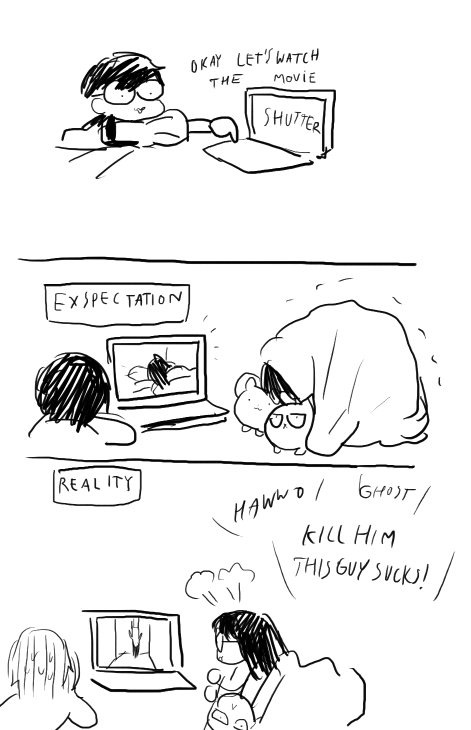 OKAY LET'S WATCH
THE MOVIE
SHUTTER
EXSPECTATION
REALITY
HAWWO
GHOST
KILL HIM
THIS GUY SUCKS!